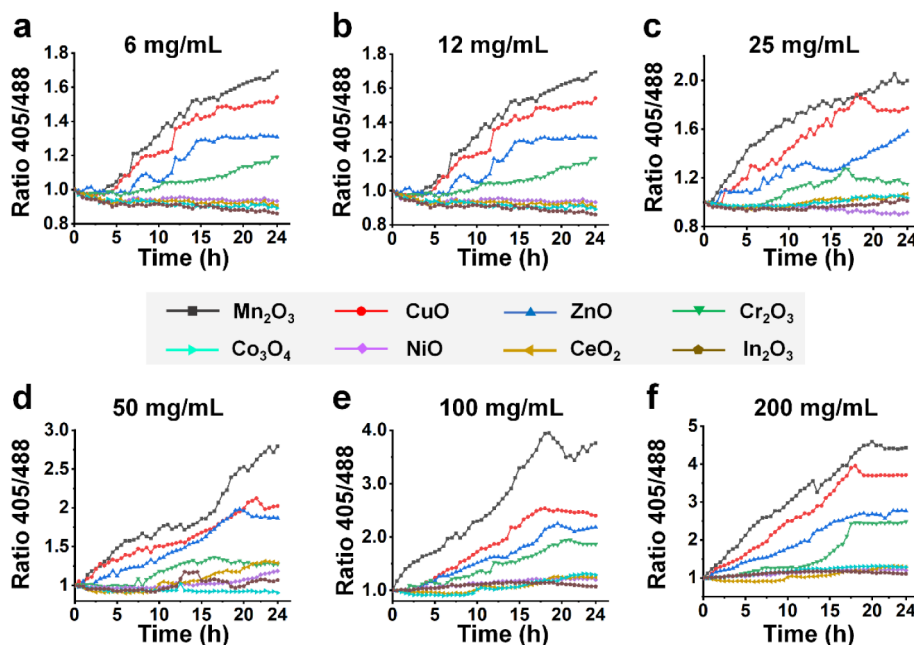 a
6 mg/mL
Ratio 405/488
1.8
1.6
1.4
1.2
1.0
0.8
0 5 10 15 20 24
Time (h)
b
12 mg/mL
Ratio 405/488
1.8
1.6
1.4
1.2
1.0
0.8
0 5 10 15 20 24
Time (h)
c
25 mg/mL
Ratio 405/488
2.0
1.6
1.2
0.8
0 5 10 15 20 24
Time (h)
Mn₂O₃ CuO ZnO Cr₂O₃
Co₃O₄ NiO CeO₂ In₂O₃
d
50 mg/mL
Ratio 405/488
3.0
2.5
2
1.5
1
0 5 10 15 20 24
Time (h)
e
100 mg/mL
Ratio 405/488
4.0
3.0
2.0
1.0
0 5 10 15 20 24
Time (h)
f
200 mg/mL
Ratio 405/488
5
4
3
2
1
0 5 10 15 20 24
Time (h)